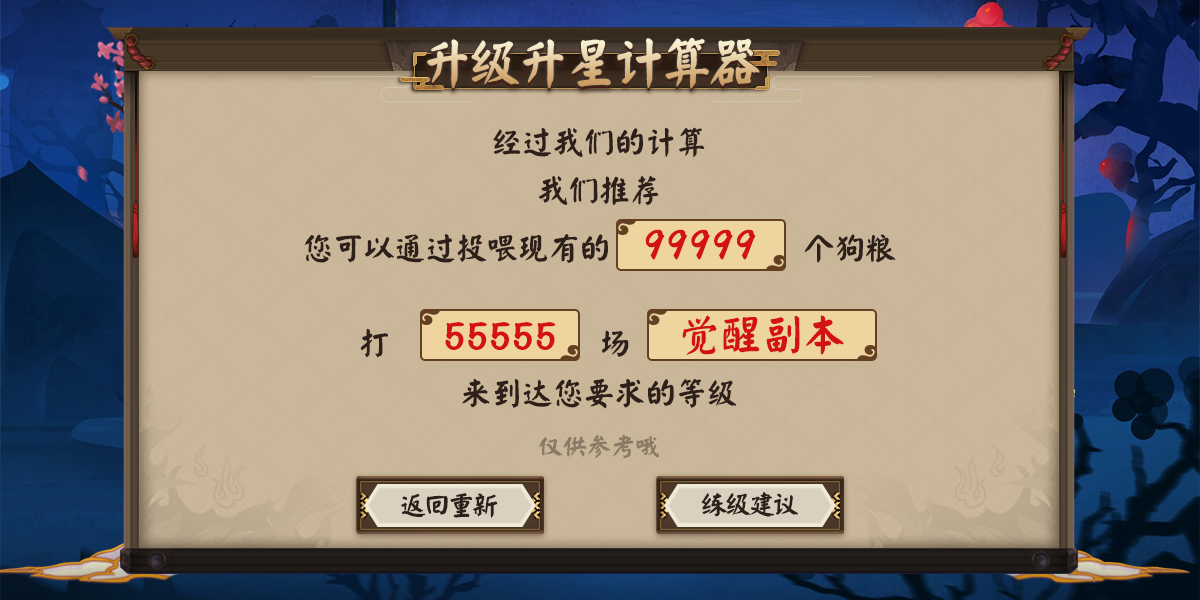 升级升星计算器
经过我们的计算
我们推荐
您可以通过投喂现有的 99999 个狗粮
打 55555 场 觉醒副本
来到达您要求的等级
仅供参考哦
返回重新 练级建议